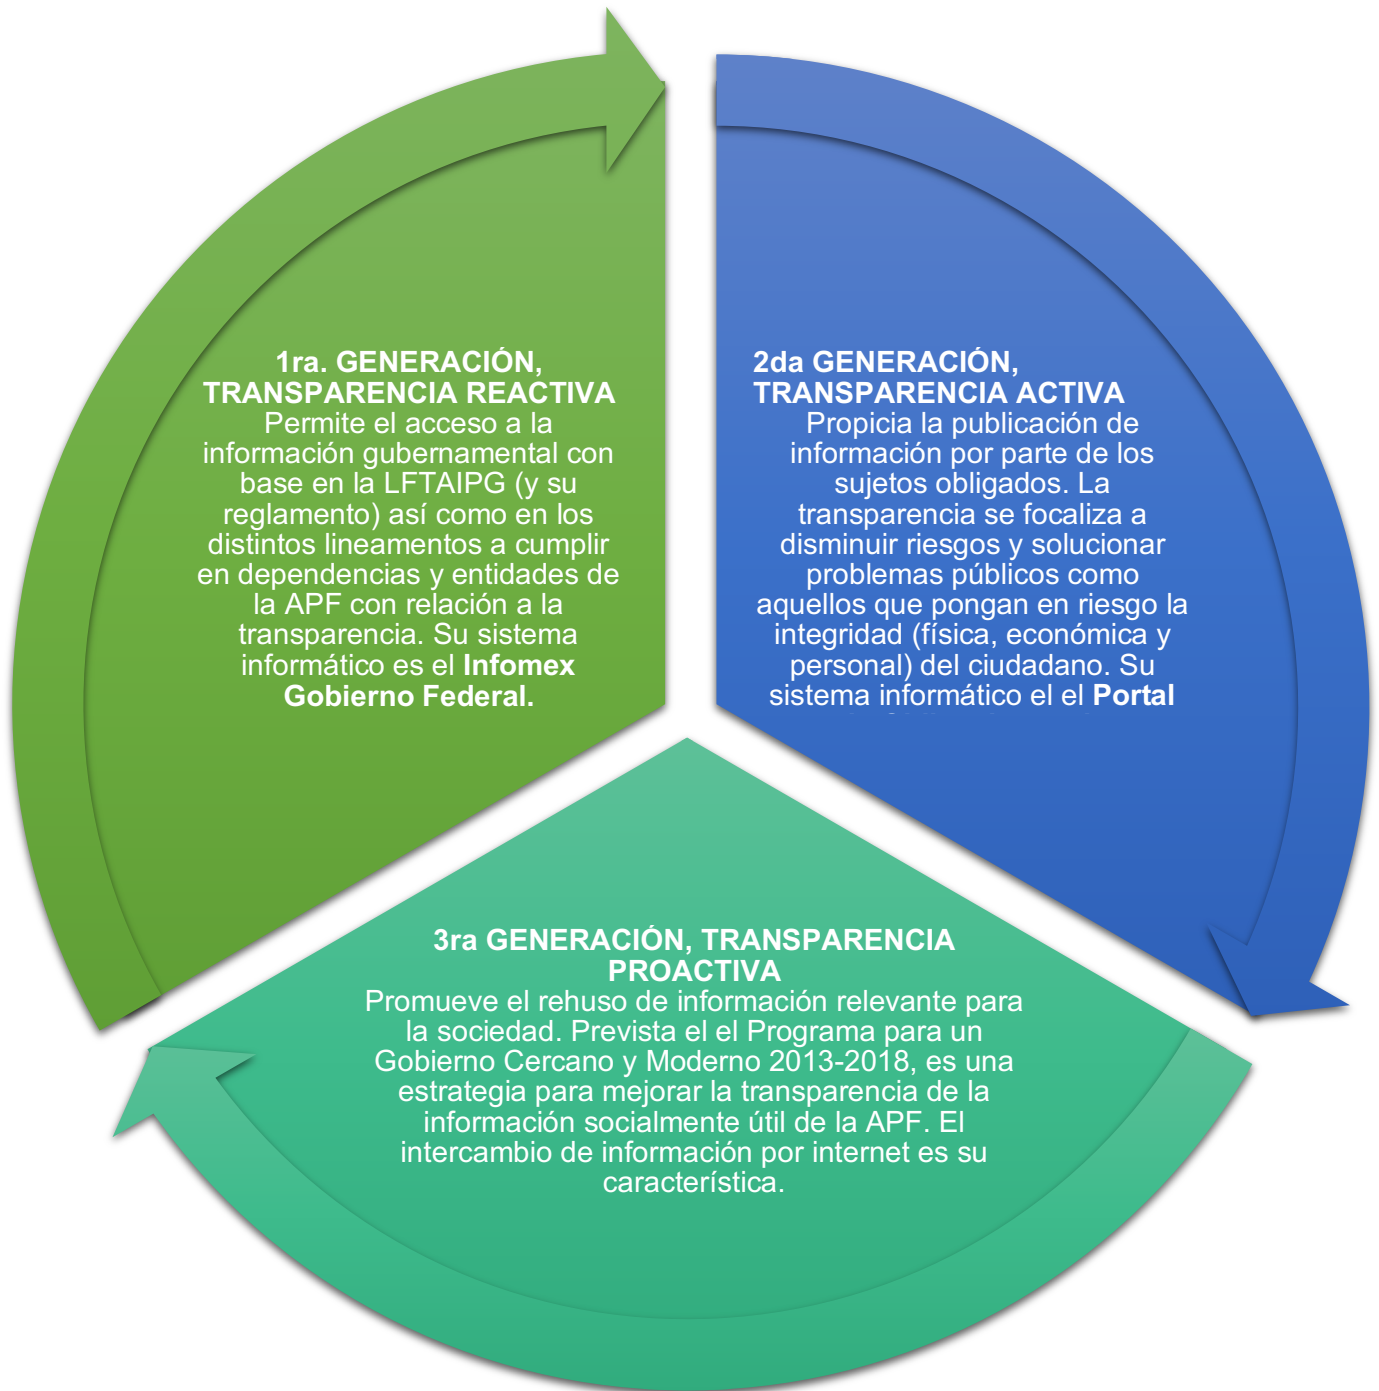 1ra. GENERACIÓN,
TRANSPARENCIA REACTIVA
Permite el acceso a la
información gubernamental con
base en la LFTAIPG (y su
reglamento) así como en los
distintos lineamentos a cumplir
en dependencias y entidades de
la APF con relación a la
transparencia. Su sistema
informático es el Infomex
Gobierno Federal.
2da GENERACIÓN,
TRANSPARENCIA ACTIVA
Propicia la publicación de
información por parte de los
sujetos obligados. La
transparencia se focaliza a
disminuir riesgos y solucionar
problemas públicos como
aquellos que pongan en riesgo la
integridad (física, económica y
personal) del ciudadano. Su
sistema informático el el Portal
3ra GENERACIÓN, TRANSPARENCIA
PROACTIVA
Promueve el rehuso de información relevante para
la sociedad. Prevista el el Programa para un
Gobierno Cercano y Moderno 2013-2018, es una
estrategia para mejorar la transparencia de la
información socialmente útil de la APF. El
intercambio de información por internet es su
característica.